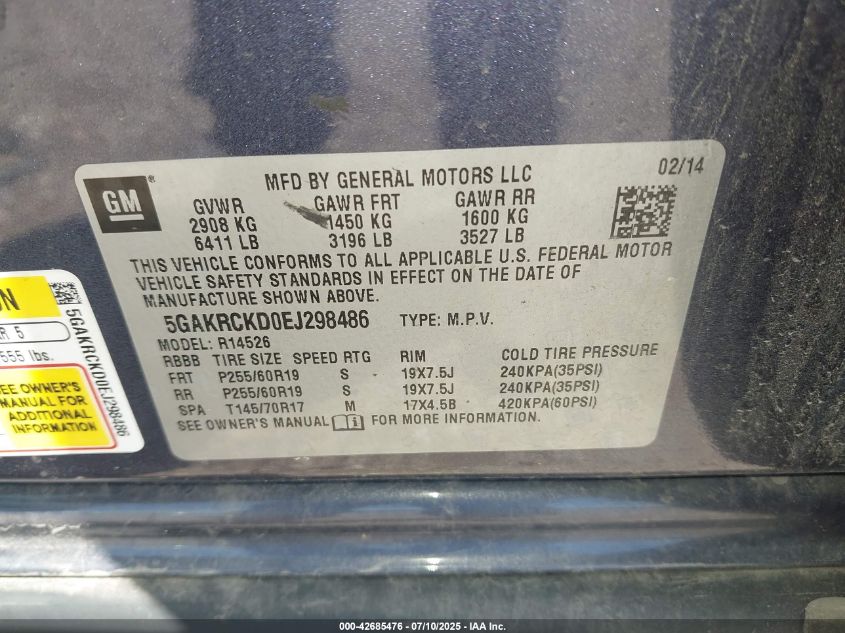 GM
®
MFD BY GENERAL MOTORS LLC
02/14
GVWR GAWR FRT GAWR RR
2908 KG 1450 KG 1600 KG
6411 LB 3196 LB 3527 LB
THIS VEHICLE CONFORMS TO ALL APPLICABLE U.S. FEDERAL MOTOR
VEHICLE SAFETY STANDARDS IN EFFECT ON THE DATE OF
MANUFACTURE SHOWN ABOVE.
5GAKRCKD0EJ298486 TYPE: M.P.V.
MODEL: R14526
RBBB TIRE SIZE SPEED RTG RIM COLD TIRE PRESSURE
FRT P255/60R19 S 19X7.5J 240KPA(35PSI)
RR P255/60R19 S 19X7.5J 240KPA(35PSI)
SPA T145/70R17 M 17X4.5B 420KPA(60PSI)
SEE OWNER'S MANUAL i FOR MORE INFORMATION.
R 5
555 lbs.
SEE OWNER'S
MANUAL FOR
ADDITIONAL
INFORMATION
5GAKRCKD0EJ298486
000-42685476 - 07/10/2025 - IAA Inc.